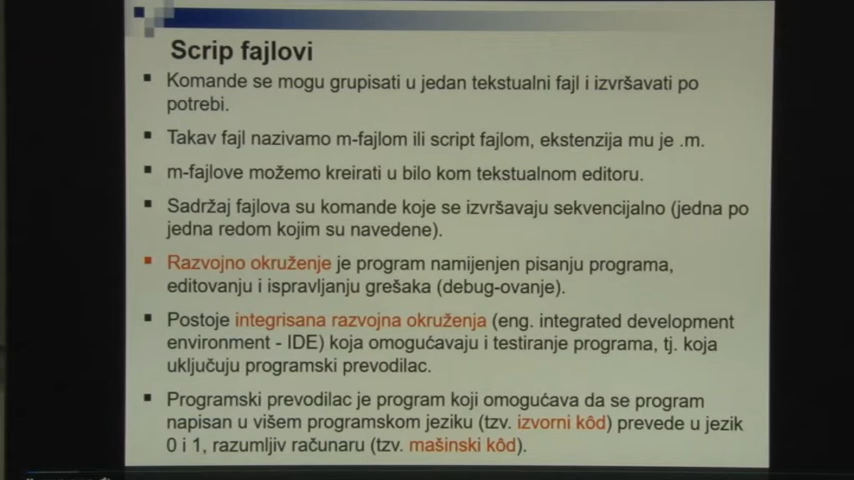 Scrip fajlovi
Komande se mogu grupisati u jedan tekstualni fajl i izvršavati po
potrebi.
Takav fajl nazivamo m-fajlom ili script fajlom, ekstenzija mu je .m.
m-fajlove možemo kreirati u bilo kom tekstualnom editoru.
Sadržaj fajlova su komande koje se izvršavaju sekvencijalno (jedna po
jedna redom kojim su navedene).
Razvojno okruženje je program namijenjen pisanju programa,
editovanju i ispravljanju grešaka (debug-ovanje).
Postoje integrisana razvojna okruženja (eng. integrated development
environment - IDE) koja omogućavaju i testiranje programa, tj. koja
uključuju programski prevodilac.
Programski prevodilac je program koji omogućava da se program
napisan u višem programskom jeziku (tzv. izvorni kôd) prevede u jezik
0 i 1, razumljiv računaru (tzv. mašinski kôd).